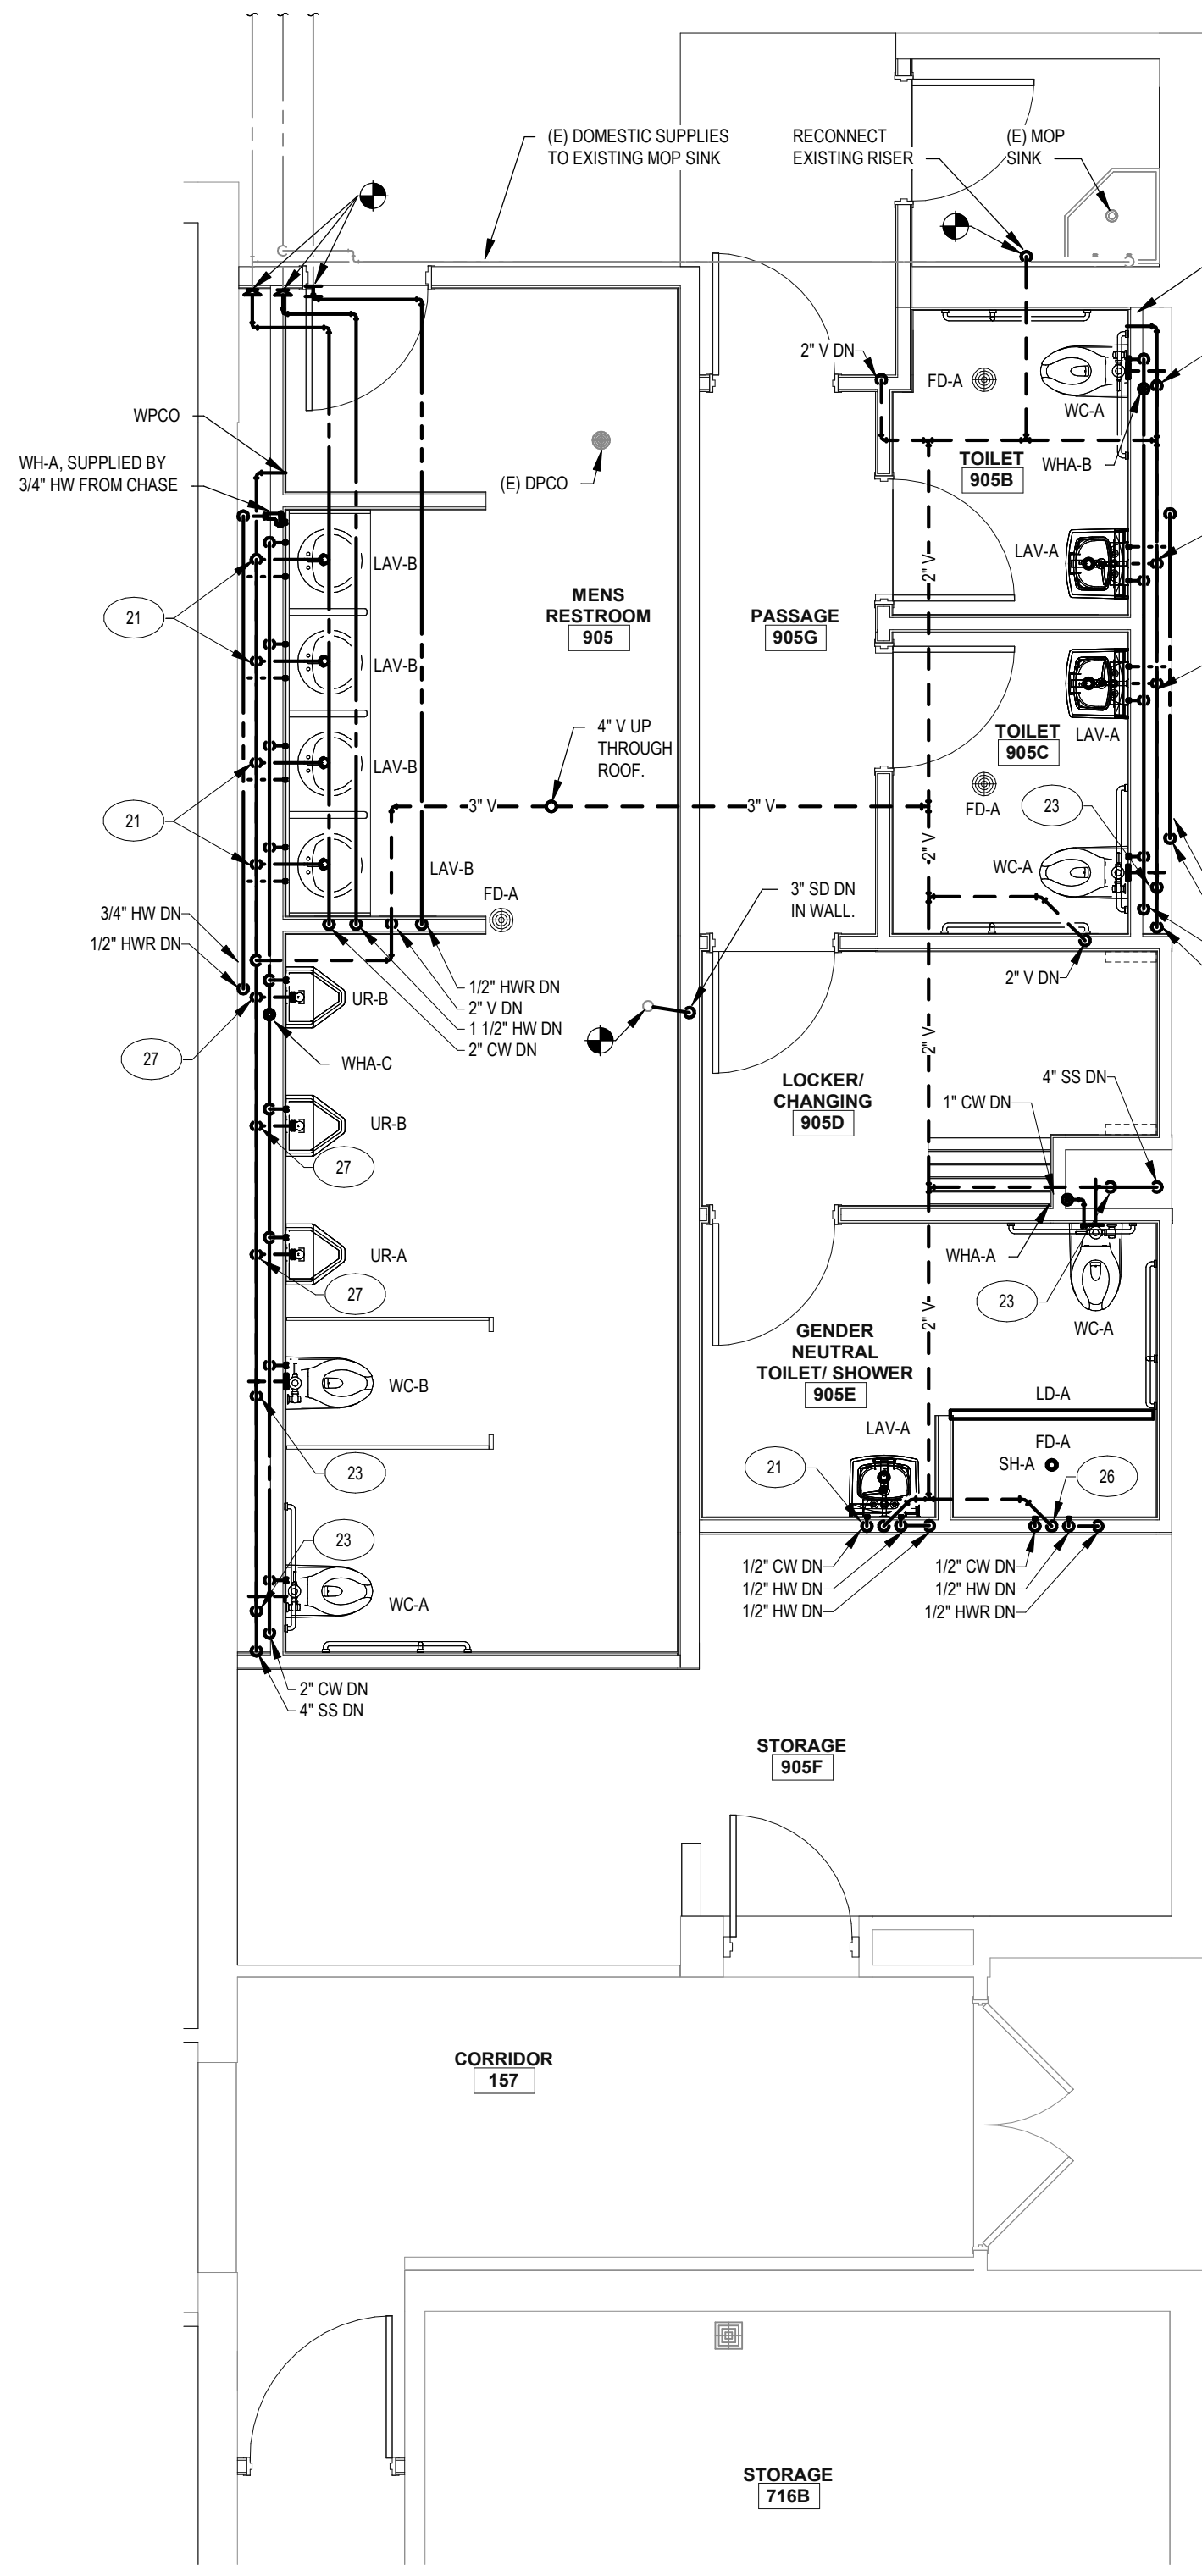 (E) DOMESTIC SUPPLIES
TO EXISTING MOP SINK
RECONNECT
EXISTING RISER
(E) MOP
SINK
2" V DN
FD-A
WC-A
WPCO
WH-A, SUPPLIED BY
3/4" HW FROM CHASE
(E) DPCO
TOILET
905B
WHA-B
LAV-B
LAV-A
2" V
21
MENS
RESTROOM
905
PASSAGE
905G
LAV-B
LAV-B
4" V UP
THROUGH
ROOF.
TOILET
905C
LAV-A
FD-A
23
21
3" V
3" V
2" V
LAV-B
WC-A
FD-A
3" SD DN
IN WALL.
3/4" HW DN
1/2" HWR DN
2" V DN
1/2" HWR DN
2" V DN
1 1/2" HW DN
2" CW DN
UR-B
27
WHA-C
2" V
LOCKER/
CHANGING
905D
4" SS DN
1" CW DN
UR-B
27
UR-A
27
WHA-A
23
WC-A
2" V
GENDER
NEUTRAL
TOILET/ SHOWER
905E
WC-B
LD-A
LAV-A
FD-A
SH-A
21
26
23
23
1/2" CW DN
1/2" HW DN
1/2" HW DN
1/2" CW DN
1/2" HW DN
1/2" HWR DN
WC-A
2" CW DN
4" SS DN
STORAGE
905F
CORRIDOR
157
STORAGE
716B